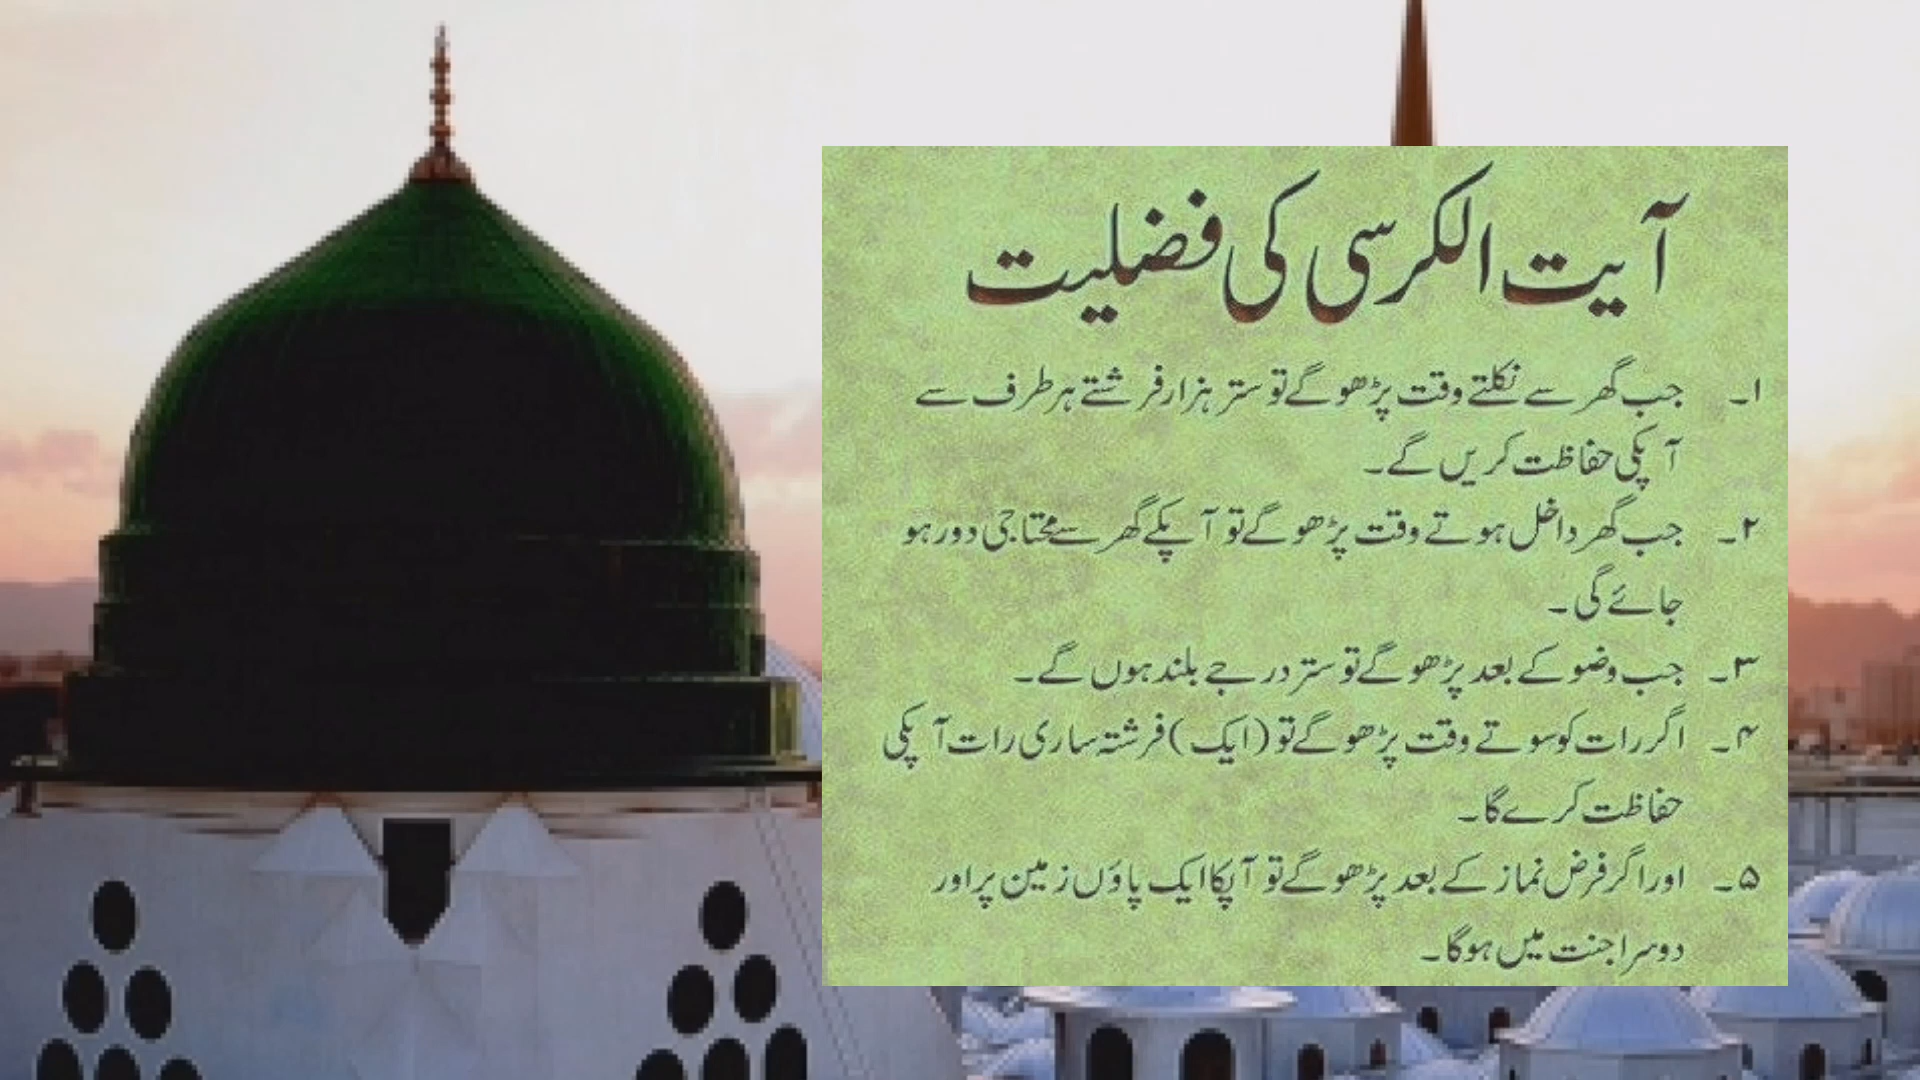 آیت الکرسی کی فضلیت
۱۔ جب گھر سے نکلتے وقت پڑھو گے تو ستر ہزار فرشتے ہر طرف سے
آپکی حفاظت کریں گے۔
۲۔ جب گھر داخل ہوتے وقت پڑھو گے تو آپکے گھر سے محتاجی دور ہو
جائے گی۔
۳۔ جب وضو کے بعد پڑھو گے تو ستر درجے بلند ہوں گے۔
۴۔ اگر رات کو سوتے وقت پڑھو گے تو (ایک) فرشتہ ساری رات آپکی
حفاظت کرے گا۔
۵۔ اور اگر فرض نماز کے بعد پڑھو گے تو آپکا ایک پاؤں زمین پر اور
دوسرا جنت میں ہوگا۔